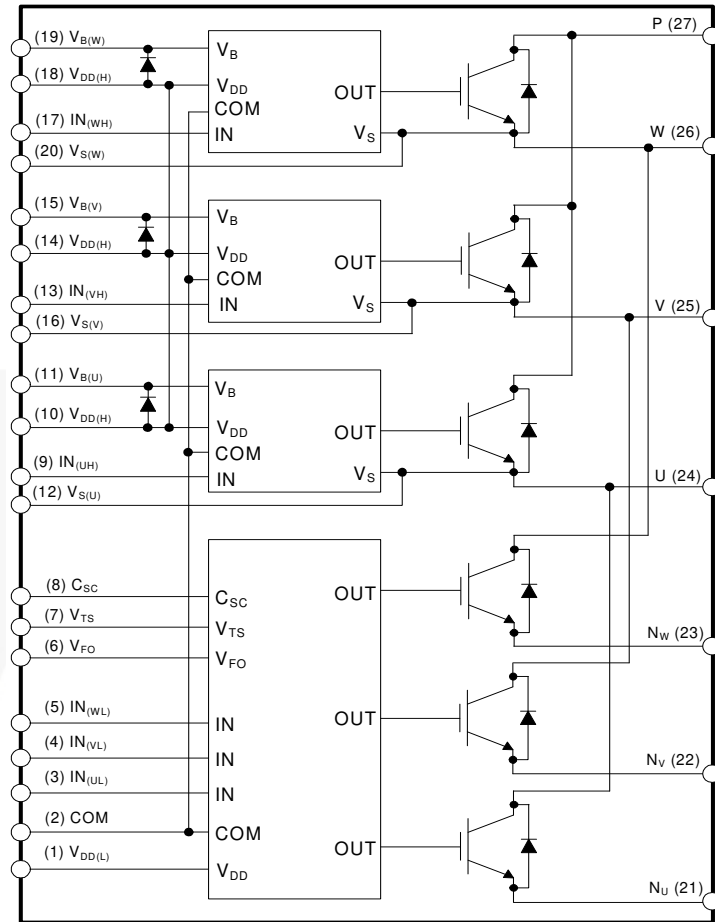 (19) VB(W)
VB
P (27)
(18) VDD(H)
VDD
OUT
COM
(17) IN(WH)
IN
W (26)
VS
(20) VS(W)
(15) VB(V)
VB
(14) VDD(H)
VDD
OUT
COM
(13) IN(VH)
IN
VS
V (25)
(16) VS(V)
(11) VB(U)
VB
(10) VDD(H)
VDD
OUT
COM
(9) IN(UH)
IN
VS
U (24)
(12) VS(U)
(8) CSC
CSC
OUT
(7) VTS
VTS
(6) VFO
VFO
NW (23)
(5) IN(WL)
IN
OUT
(4) IN(VL)
IN
NV (22)
(3) IN(UL)
IN
(2) COM
COM
OUT
(1) VDD(L)
VDD
NU (21)